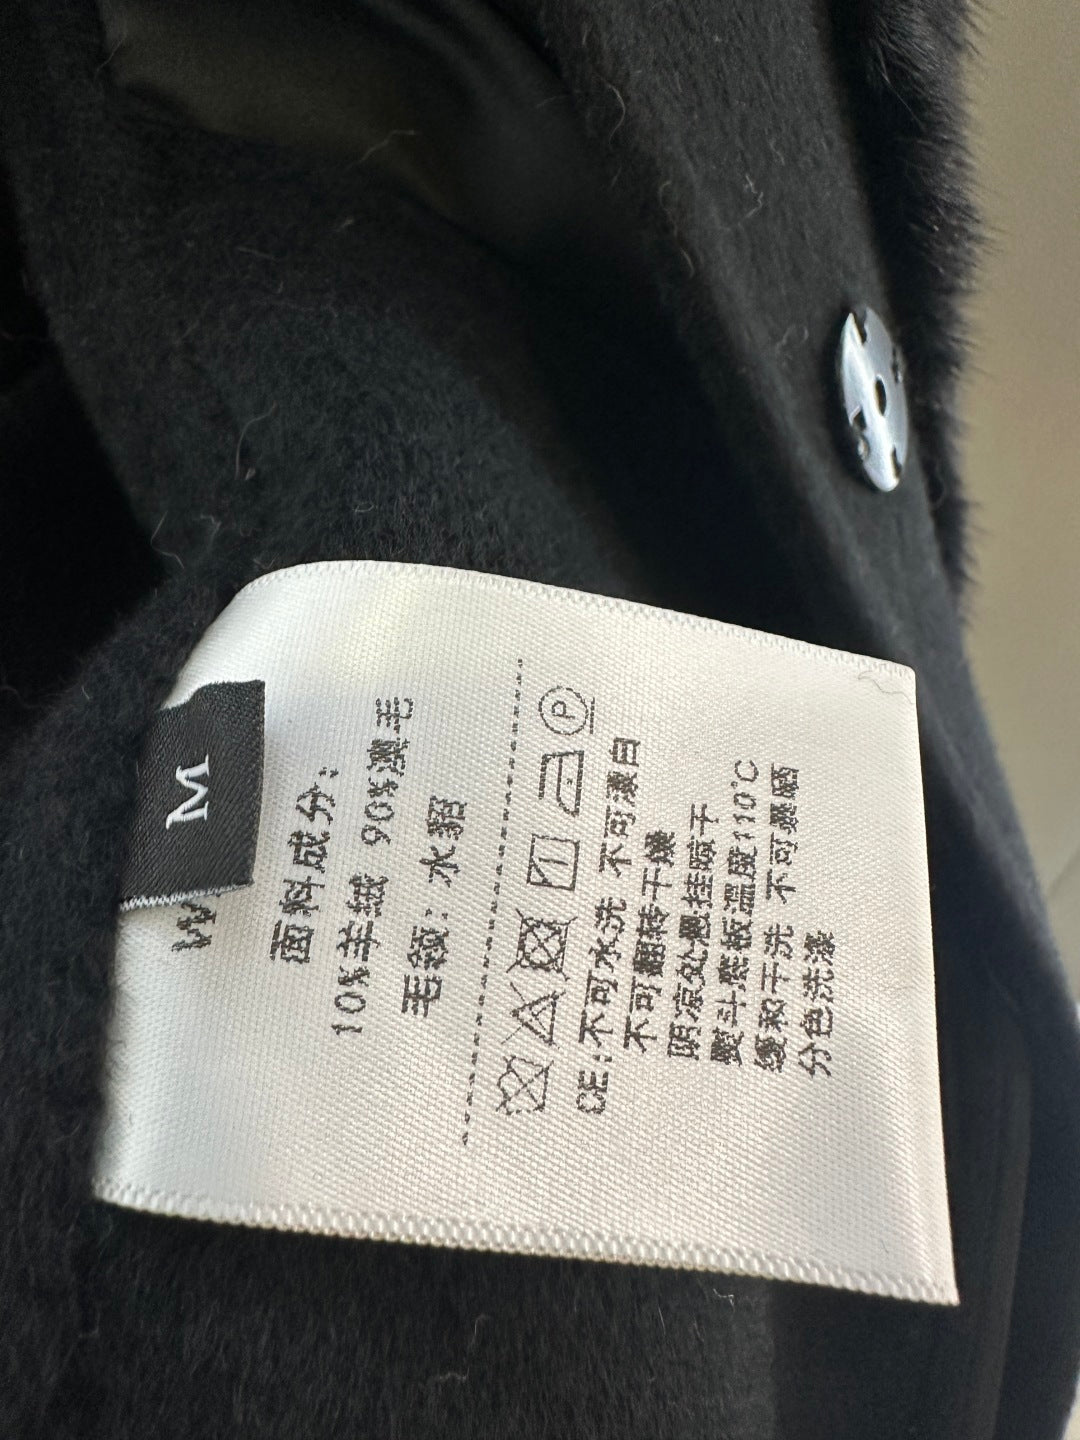 M
W
面料成分:
10%羊绒 90%澳毛
毛领: 水貂
P
CE:不可水洗 不可漂白
不可翻转干燥
阴凉处悬挂晾干
熨斗底板温度110℃
缓和干洗 不可暴晒
分色洗涤